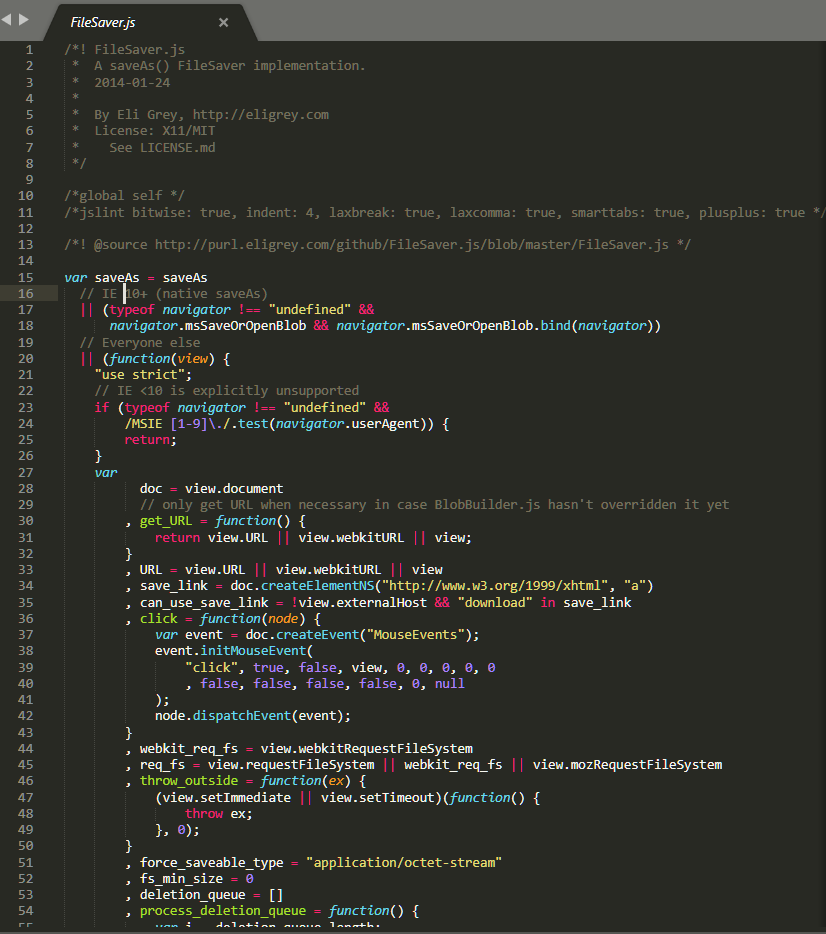 FileSaver.js ×
1 /*! FileSaver.js
2  *  A saveAs() FileSaver implementation.
3  *  2014-01-24
4  *
5  *  By Eli Grey, http://eligrey.com
6  *  License: X11/MIT
7  *    See LICENSE.md
8  */
9
10 /*global self */
11 /*jslint bitwise: true, indent: 4, laxbreak: true, laxcomma: true, smarttabs: true, plusplus: true */
12
13 /*! @source http://purl.eligrey.com/github/FileSaver.js/blob/master/FileSaver.js */
14
15 var saveAs = saveAs
16   // IE 10+ (native saveAs)
17   || (typeof navigator !== "undefined" &&
18       navigator.msSaveOrOpenBlob && navigator.msSaveOrOpenBlob.bind(navigator))
19   // Everyone else
20   || (function(view) {
21     "use strict";
22     // IE <10 is explicitly unsupported
23     if (typeof navigator !== "undefined" &&
24         /MSIE [1-9]\./.test(navigator.userAgent)) {
25         return;
26     }
27     var
28           doc = view.document
29           // only get URL when necessary in case BlobBuilder.js hasn't overridden it yet
30         , get_URL = function() {
31             return view.URL || view.webkitURL || view;
32         }
33         , URL = view.URL || view.webkitURL || view
34         , save_link = doc.createElementNS("http://www.w3.org/1999/xhtml", "a")
35         , can_use_save_link = !view.externalHost && "download" in save_link
36         , click = function(node) {
37             var event = doc.createEvent("MouseEvents");
38             event.initMouseEvent(
39                 "click", true, false, view, 0, 0, 0, 0, 0
40                 , false, false, false, false, 0, null
41             );
42             node.dispatchEvent(event);
43         }
44         , webkit_req_fs = view.webkitRequestFileSystem
45         , req_fs = view.requestFileSystem || webkit_req_fs || view.mozRequestFileSystem
46         , throw_outside = function(ex) {
47             (view.setImmediate || view.setTimeout)(function() {
48                 throw ex;
49             }, 0);
50         }
51         , force_saveable_type = "application/octet-stream"
52         , fs_min_size = 0
53         , deletion_queue = []
54         , process_deletion_queue = function() {